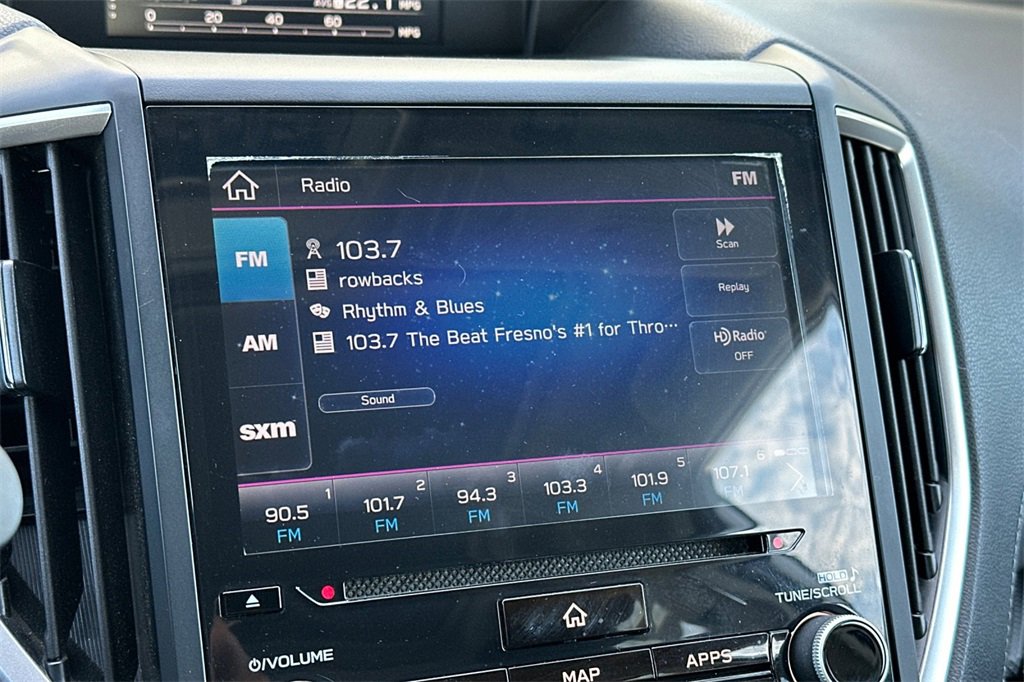 AVG 22.1 MPG
0 20 40 60 MPG
Radio
FM
FM
103.7
Scan
rowbacks
Replay
Rhythm & Blues
AM
103.7 The Beat Fresno's #1 for Thro...
HD Radio
OFF
Sound
sxm
1 2 3 4 5 6
90.5 101.7 94.3 103.3 101.9 107.1
FM FM FM FM FM FM
HOLD
TUNE/SCROLL
VOLUME
MAP
APPS